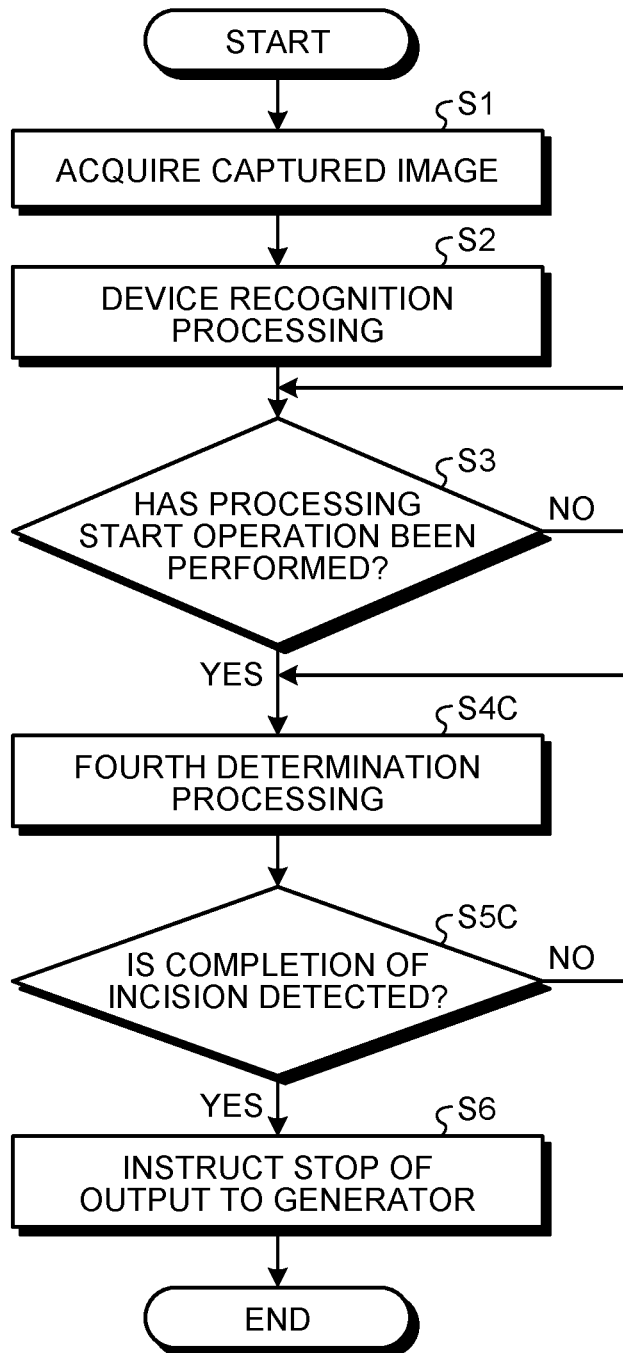 START
S1
ACQUIRE CAPTURED IMAGE
S2
DEVICE RECOGNITION
PROCESSING
S3
HAS PROCESSING
START OPERATION BEEN
PERFORMED?
NO
YES
S4C
FOURTH DETERMINATION
PROCESSING
S5C
IS COMPLETION OF
INCISION DETECTED?
NO
YES
S6
INSTRUCT STOP OF
OUTPUT TO GENERATOR
END